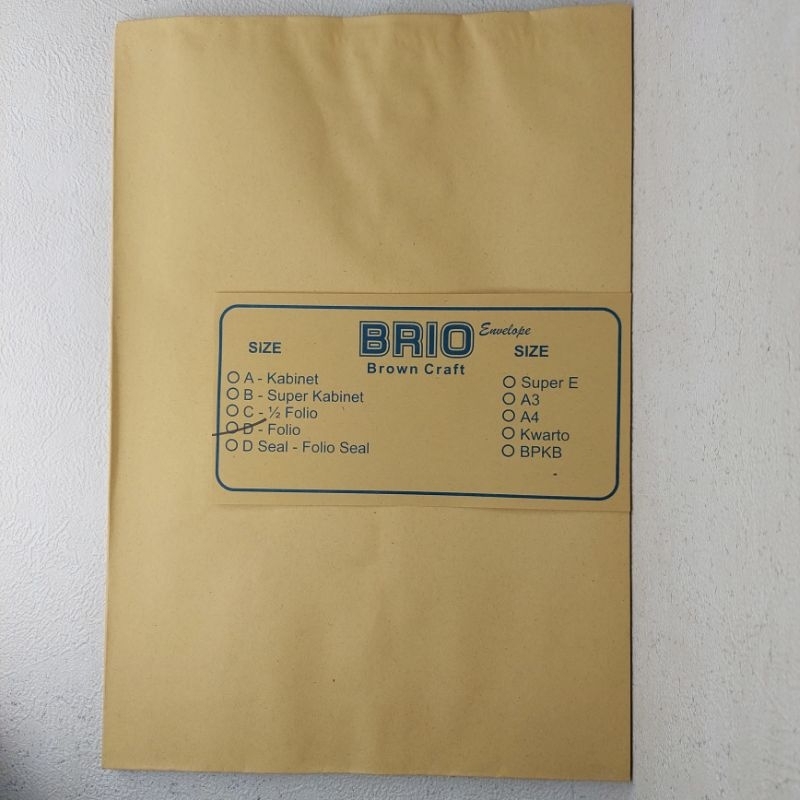 BRIO Envelope
Brown Craft
SIZE
A - Kabinet
B - Super Kabinet
C - ½ Folio
D - Folio
D Seal - Folio Seal
SIZE
Super E
A3
A4
Kwarto
BPKB